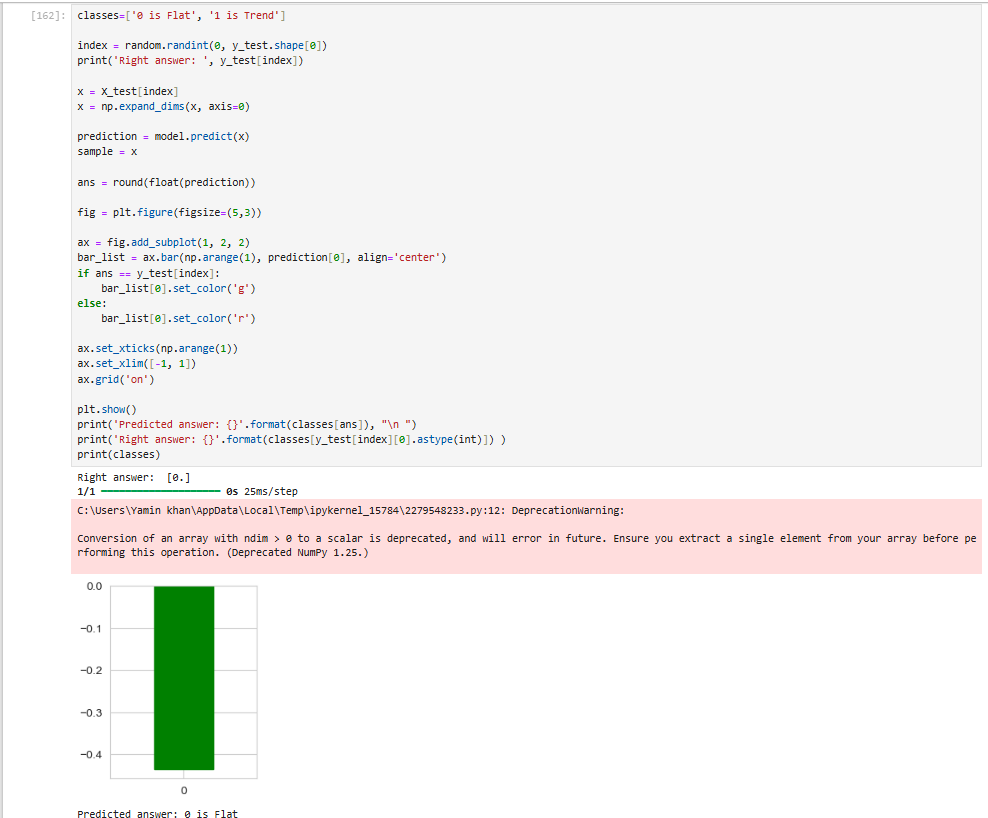 [162]: classes=['0 is Flat', '1 is Trend']
index = random.randint(0, y_test.shape[0])
print('Right answer: ', y_test[index])
x = X_test[index]
x = np.expand_dims(x, axis=0)
prediction = model.predict(x)
sample = x
ans = round(float(prediction))
fig = plt.figure(figsize=(5,3))
ax = fig.add_subplot(1, 2, 2)
bar_list = ax.bar(np.arange(1), prediction[0], align='center')
if ans == y_test[index]:
    bar_list[0].set_color('g')
else:
    bar_list[0].set_color('r')
ax.set_xticks(np.arange(1))
ax.set_xlim([-1, 1])
ax.grid('on')
plt.show()
print('Predicted answer: {}'.format(classes[ans]), "\n ")
print('Right answer: {}'.format(classes[y_test[index][0].astype(int)]) )
print(classes)
Right answer:  [0.]
1/1 ━━━━━━━━━━━━━━━━━━━━ 0s 25ms/step
C:\Users\Yamin khan\AppData\Local\Temp\ipykernel_15784\2279548233.py:12: DeprecationWarning:
Conversion of an array with ndim > 0 to a scalar is deprecated, and will error in future. Ensure you extract a single element from your array before pe
rforming this operation. (Deprecated NumPy 1.25.)
0.0
−0.1
−0.2
−0.3
−0.4
0
Predicted answer: 0 is Flat